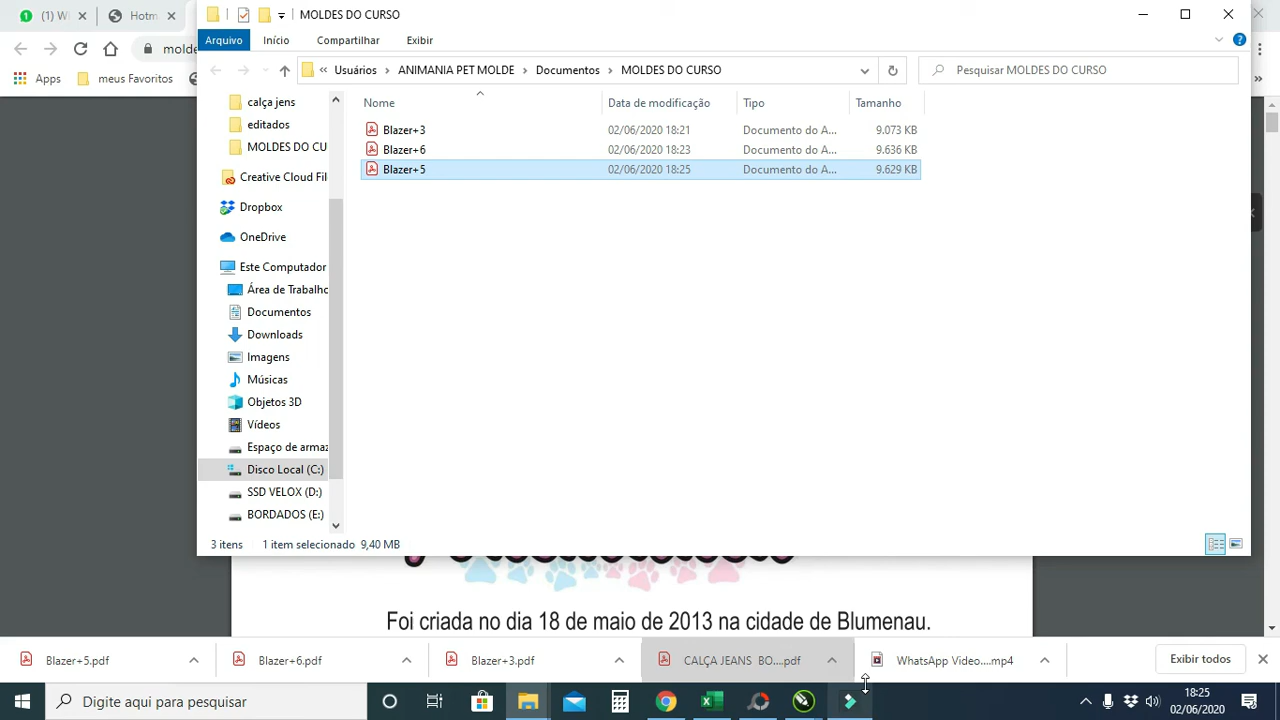 (1) W
Hotm
MOLDES DO CURSO
Arquivo Início Compartilhar Exibir
molde
Usuários ANIMANIA PET MOLDE Documentos MOLDES DO CURSO
Pesquisar MOLDES DO CURSO
Apps meus Favoritos
Nome Data de modificação Tipo Tamanho
Blazer+3 02/06/2020 18:21 Documento do A... 9.073 KB
Blazer+6 02/06/2020 18:23 Documento do A... 9.636 KB
Blazer+5 02/06/2020 18:25 Documento do A... 9.629 KB
calça jens
editados
MOLDES DO CU
Creative Cloud Fil
Dropbox
OneDrive
Este Computador
Área de Trabalho
Documentos
Downloads
Imagens
Músicas
Objetos 3D
Vídeos
Espaço de armaz
Disco Local (C:)
SSD VELOX (D:)
BORDADOS (E:)
3 itens 1 item selecionado 9,40 MB
Foi criada no dia 18 de maio de 2013 na cidade de Blumenau.
Blazer+5.pdf Blazer+6.pdf Blazer+3.pdf CALÇA JEANS BO....pdf WhatsApp Video....mp4 Exibir todos
Digite aqui para pesquisar
18:25
02/06/2020